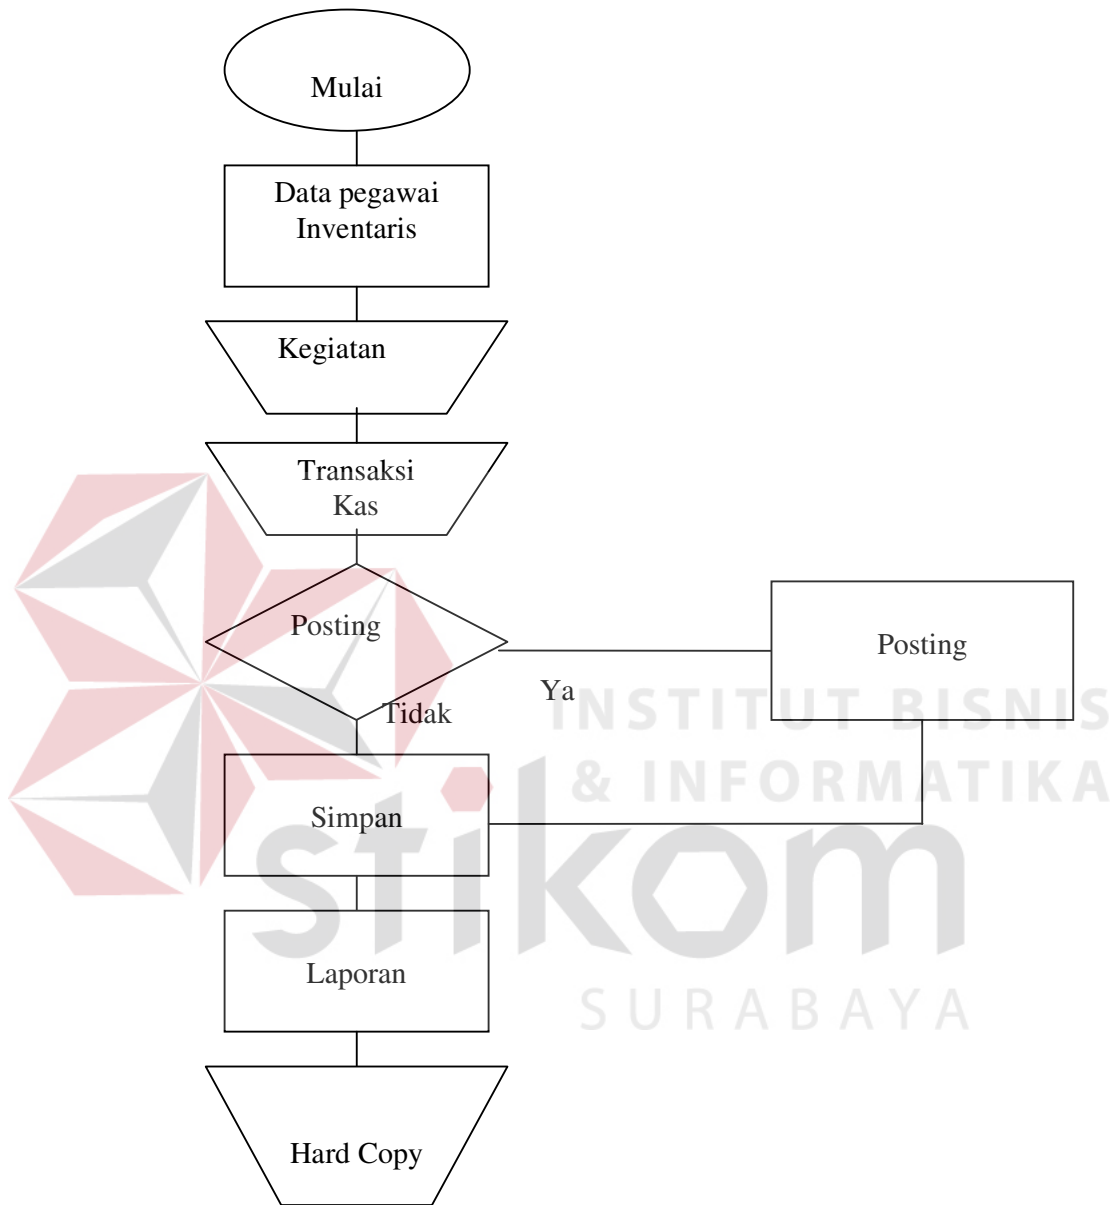 Mulai
Data pegawai
Inventaris
Kegiatan
Transaksi
Kas
Posting
Posting
Ya
Tidak
INSTITUT BISNIS
& INFORMATIKA
Simpan
stikom
Laporan
SURABAYA
Hard Copy